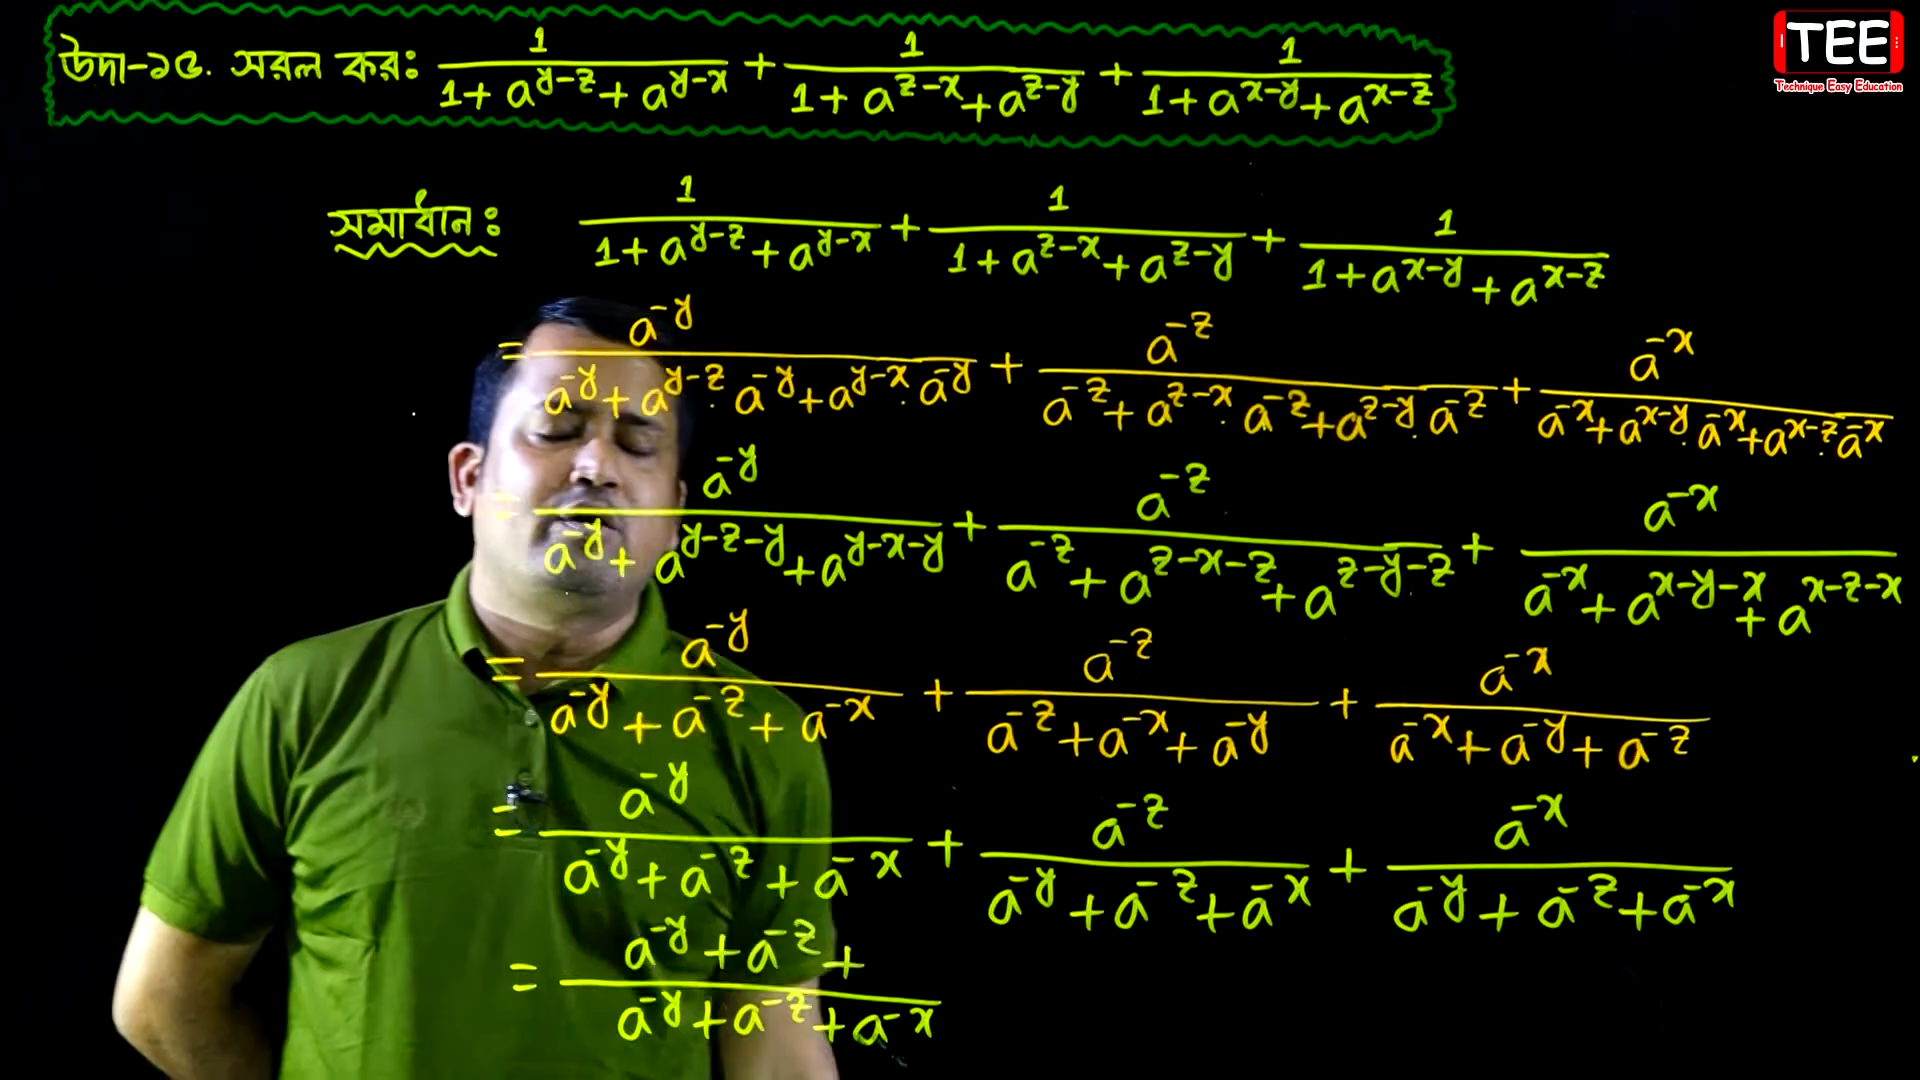 উদা-১৫. সরল কর: 1/(1+a^(y-z)+a^(y-x)) + 1/(1+a^(z-x)+a^(z-y)) + 1/(1+a^(x-y)+a^(x-z))
TEE
Technique Easy Education
সমাধান: 1/(1+a^(y-z)+a^(y-x)) + 1/(1+a^(z-x)+a^(z-y)) + 1/(1+a^(x-y)+a^(x-z))
= a^(-y)/(a^(-y)+a^(y-z).a^(-y)+a^(y-x).a^(-y)) + a^(-z)/(a^(-z)+a^(z-x).a^(-z)+a^(z-y).a^(-z)) + a^(-x)/(a^(-x)+a^(x-y).a^(-x)+a^(x-z).a^(-x))
= a^(-y)/(a^(-y)+a^(y-z-y)+a^(y-x-y)) + a^(-z)/(a^(-z)+a^(z-x-z)+a^(z-y-z)) + a^(-x)/(a^(-x)+a^(x-y-x)+a^(x-z-x))
= a^(-y)/(a^(-y)+a^(-z)+a^(-x)) + a^(-z)/(a^(-z)+a^(-x)+a^(-y)) + a^(-x)/(a^(-x)+a^(-y)+a^(-z))
= a^(-y)/(a^(-y)+a^(-z)+a^(-x)) + a^(-z)/(a^(-y)+a^(-z)+a^(-x)) + a^(-x)/(a^(-y)+a^(-z)+a^(-x))
= (a^(-y)+a^(-z)+)/(a^(-y)+a^(-z)+a^(-x))